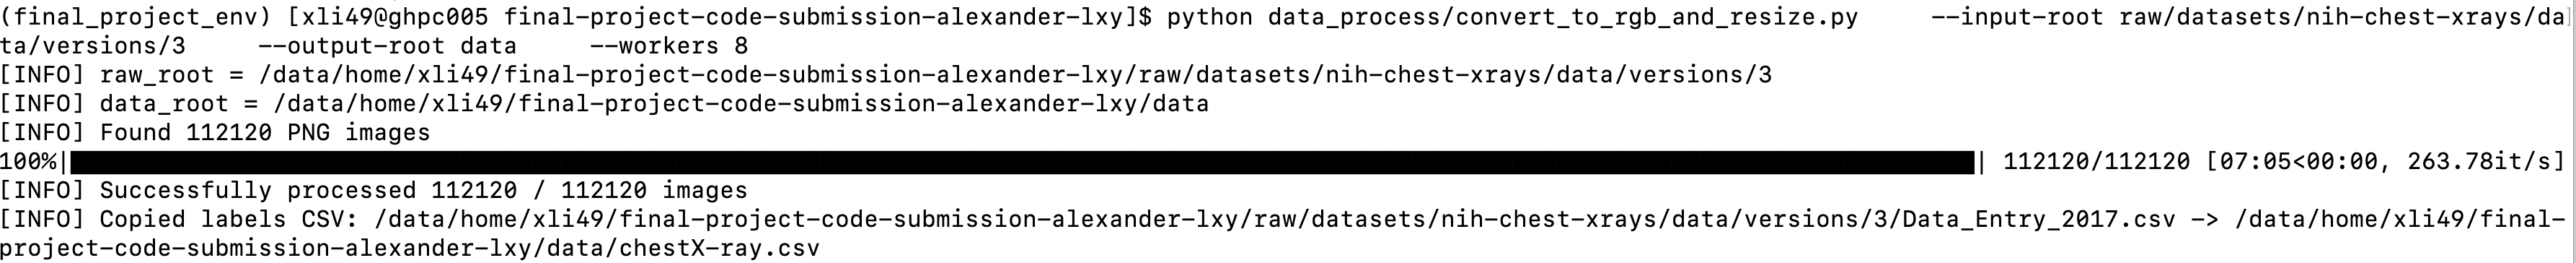 (final_project_env) [xli49@ghpc005 final-project-code-submission-alexander-lxy]$ python data_process/convert_to_rgb_and_resize.py     --input-root raw/datasets/nih-chest-xrays/da
ta/versions/3     --output-root data     --workers 8
[INFO] raw_root = /data/home/xli49/final-project-code-submission-alexander-lxy/raw/datasets/nih-chest-xrays/data/versions/3
[INFO] data_root = /data/home/xli49/final-project-code-submission-alexander-lxy/data
[INFO] Found 112120 PNG images
100%|██████████| 112120/112120 [07:05<00:00, 263.78it/s]
[INFO] Successfully processed 112120 / 112120 images
[INFO] Copied labels CSV: /data/home/xli49/final-project-code-submission-alexander-lxy/raw/datasets/nih-chest-xrays/data/versions/3/Data_Entry_2017.csv -> /data/home/xli49/final-
project-code-submission-alexander-lxy/data/chestX-ray.csv